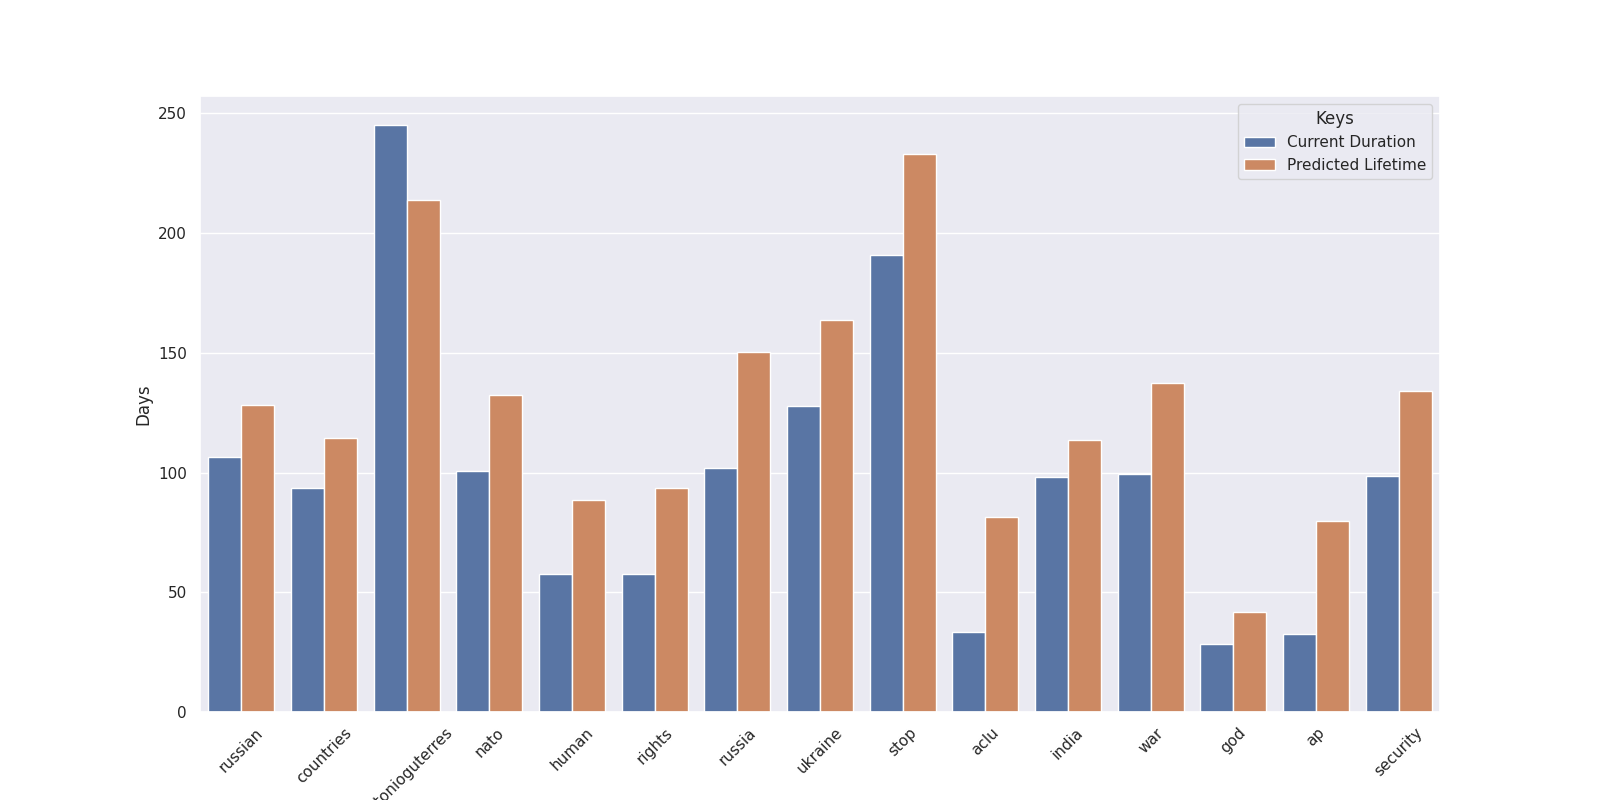 Keys
Current Duration
Predicted Lifetime
Days
250
200
150
100
50
0
russian
countries
tonioguterres
nato
human
rights
russia
ukraine
stop
aclu
india
war
god
ap
security